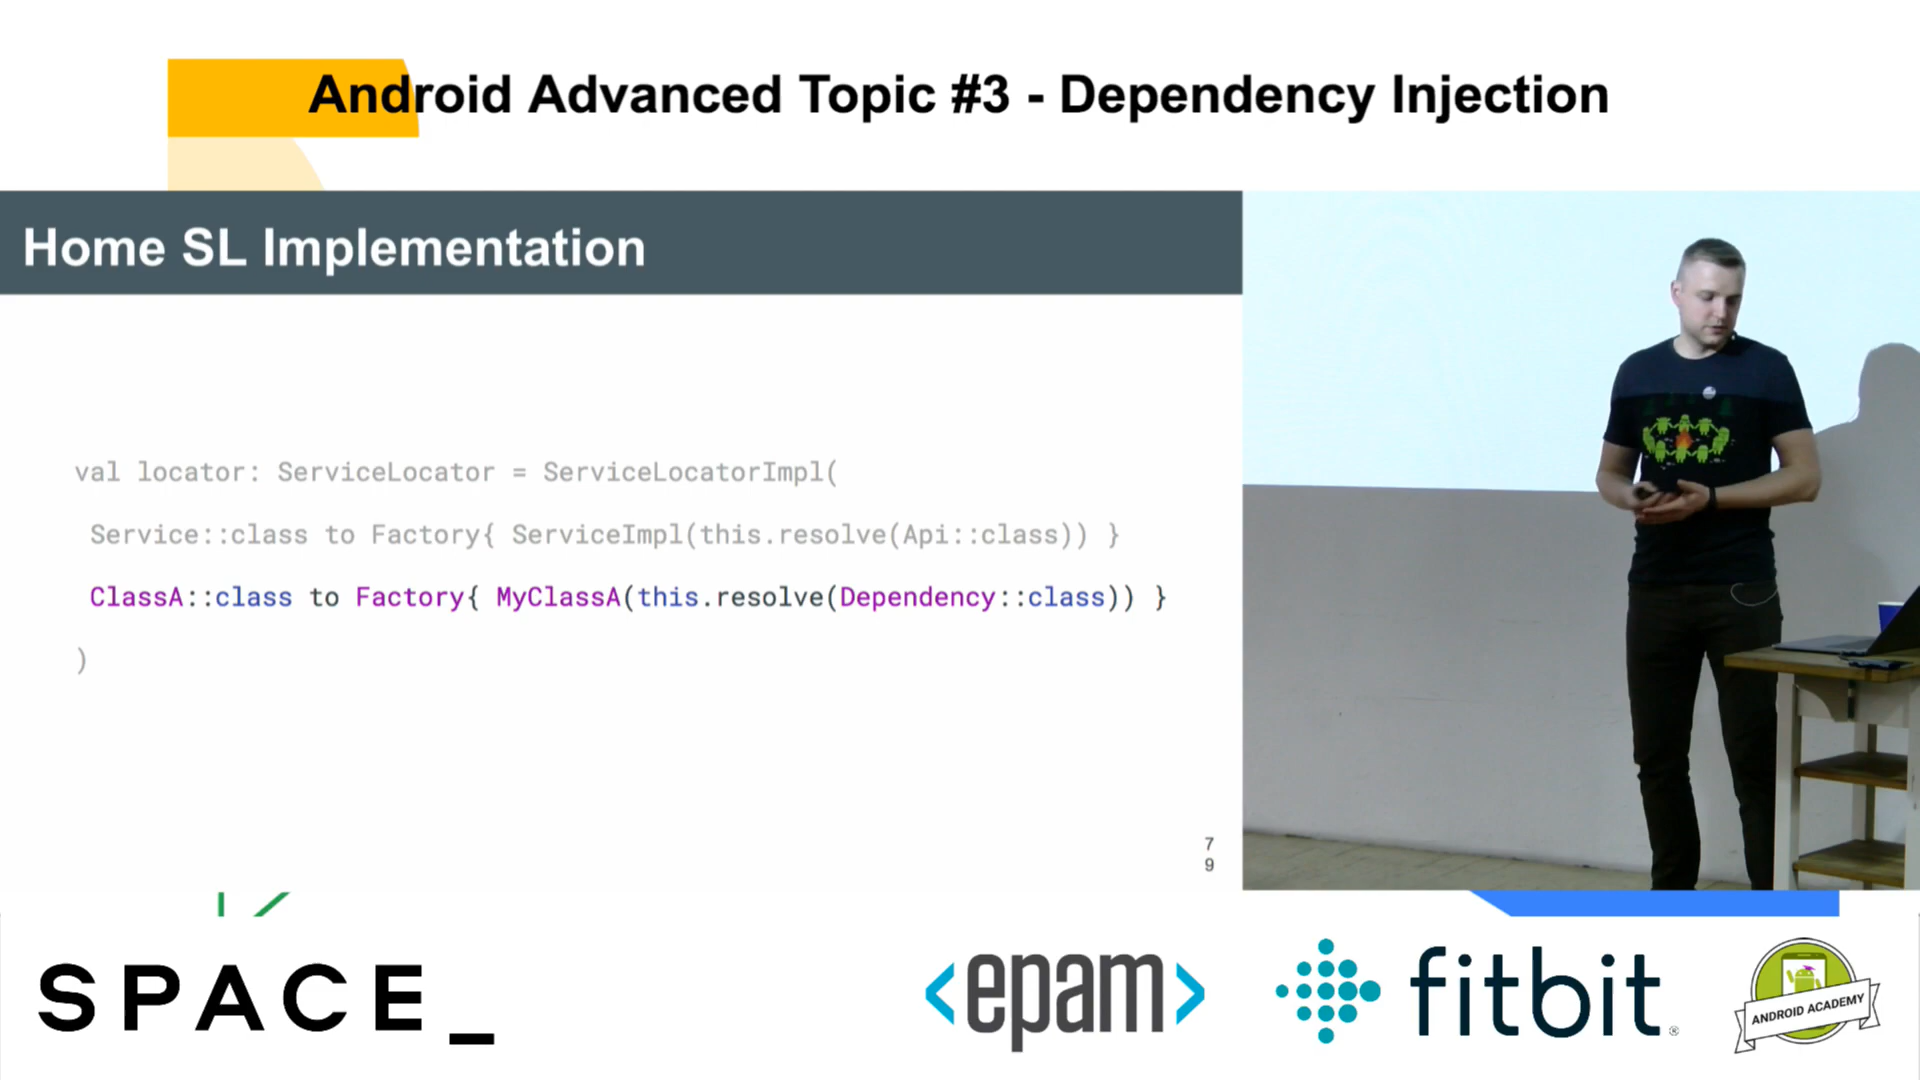 Android Advanced Topic #3 - Dependency Injection
Home SL Implementation
val locator: ServiceLocator = ServiceLocatorImpl(
Service::class to Factory{ ServiceImpl(this.resolve(Api::class)) }
ClassA::class to Factory{ MyClassA(this.resolve(Dependency::class)) }
)
7
9
SPACE_
<epam>
fitbit®
ANDROID ACADEMY